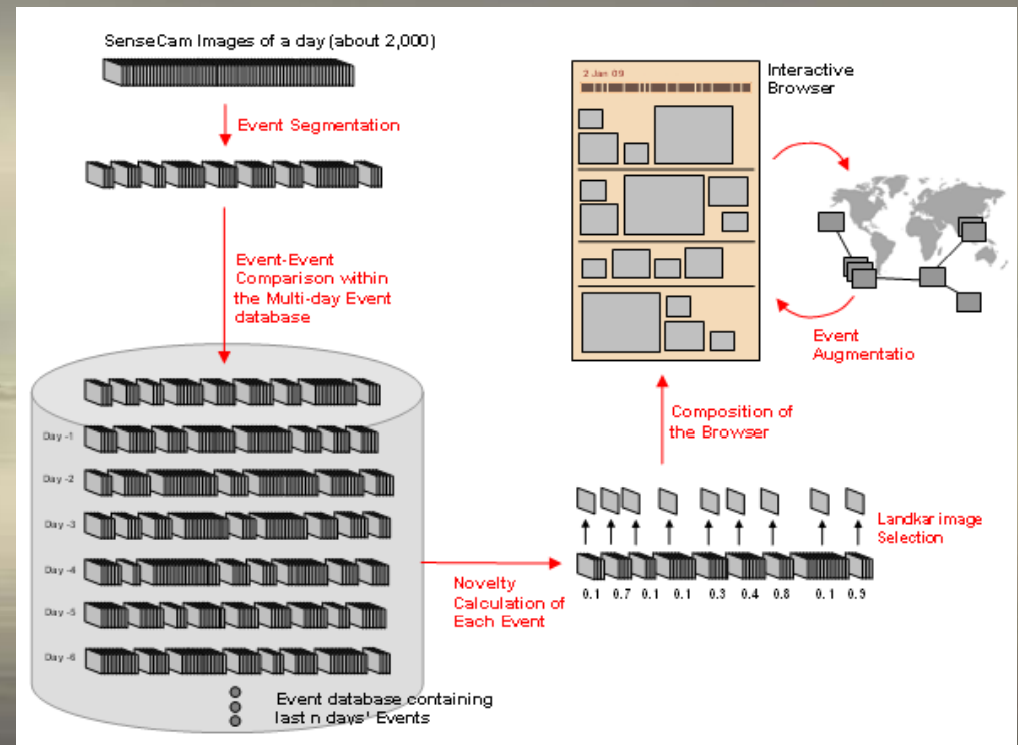 SenseCam Images of a day (about 2,000)
Event Segmentation
Event-Event
Comparison within
the Multi-day Event
database
Day -1
Day -2
Day -3
Day -4
Day -5
Day -6
Event database containing
last n days' Events
Novelty
Calculation of
Each Event
0.1 0.7 0.1 0.1 0.3 0.4 0.8 0.1 0.9
Landkar image
Selection
Composition of
the Browser
2 Jan 09
Interactive
Browser
Event
Augmentatio